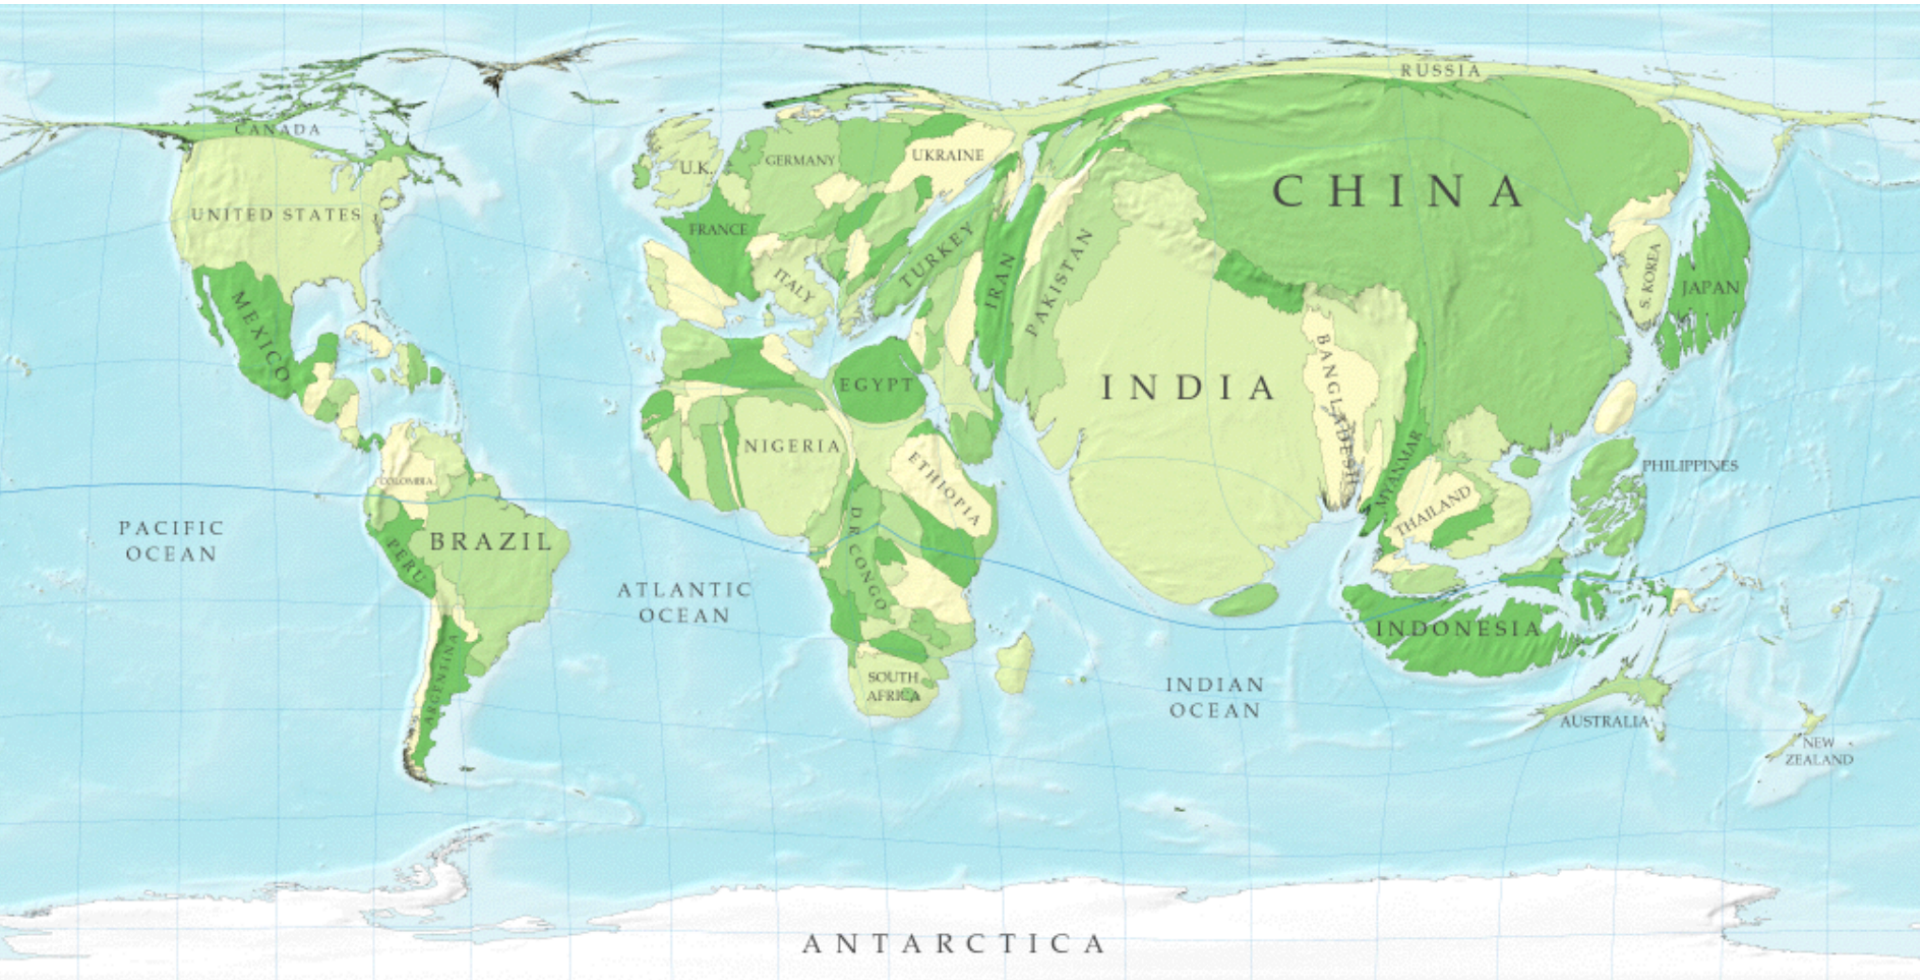 RUSSIA
CANADA
UNITED STATES
MEXICO
U.K.
GERMANY
UKRAINE
FRANCE
ITALY
TURKEY
IRAN
PAKISTAN
CHINA
S. KOREA
JAPAN
INDIA
BANGLADESH
MYANMAR
THAILAND
PHILIPPINES
EGYPT
NIGERIA
ETHIOPIA
DR CONGO
SOUTH
AFRICA
COLOMBIA
BRAZIL
PERU
ARGENTINA
PACIFIC
OCEAN
ATLANTIC
OCEAN
INDIAN
OCEAN
INDONESIA
AUSTRALIA
NEW
ZEALAND
ANTARCTICA